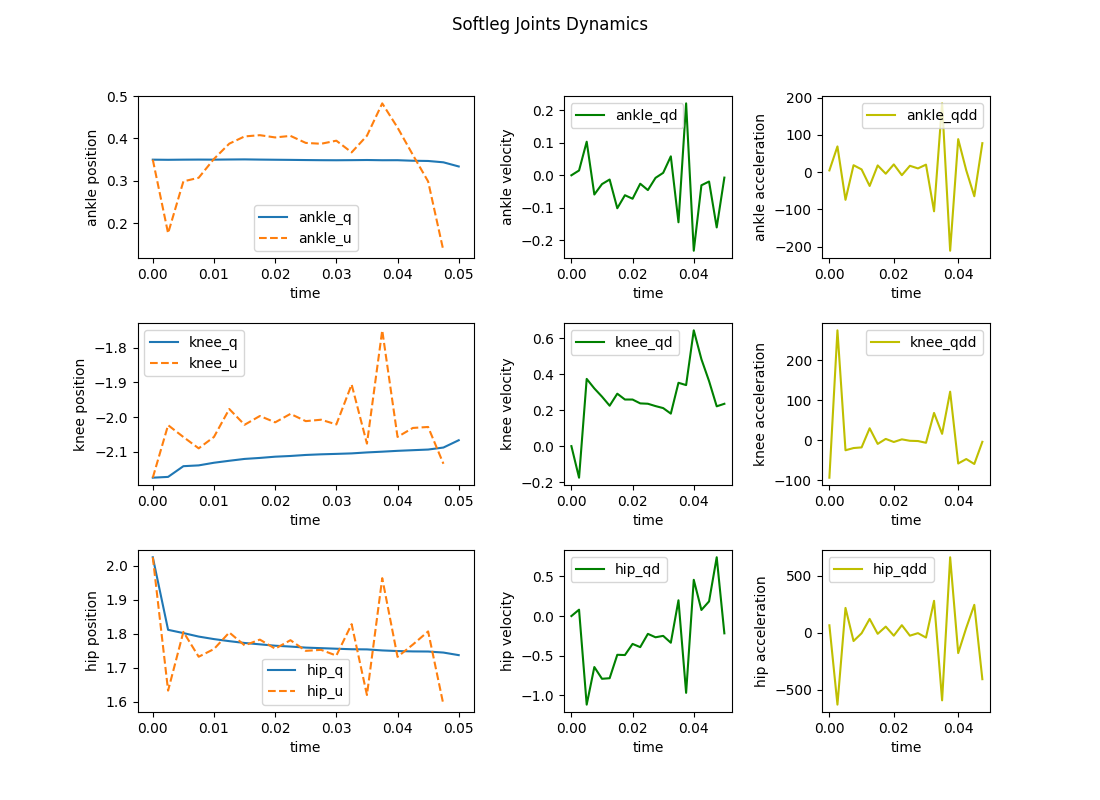 Softleg Joints Dynamics
ankle position
0.5
0.4
0.3
0.2
ankle_q
ankle_u
0.00 0.01 0.02 0.03 0.04 0.05
time
ankle velocity
0.2
0.1
0.0
−0.1
−0.2
ankle_qd
0.00 0.02 0.04
time
ankle acceleration
200
100
0
−100
−200
ankle_qdd
0.00 0.02 0.04
time
knee position
−1.8
−1.9
−2.0
−2.1
knee_q
knee_u
0.00 0.01 0.02 0.03 0.04 0.05
time
knee velocity
0.6
0.4
0.2
0.0
−0.2
knee_qd
0.00 0.02 0.04
time
knee acceleration
200
100
0
−100
knee_qdd
0.00 0.02 0.04
time
hip position
2.0
1.9
1.8
1.7
1.6
hip_q
hip_u
0.00 0.01 0.02 0.03 0.04 0.05
time
hip velocity
0.5
0.0
−0.5
−1.0
hip_qd
0.00 0.02 0.04
time
hip acceleration
500
0
−500
hip_qdd
0.00 0.02 0.04
time